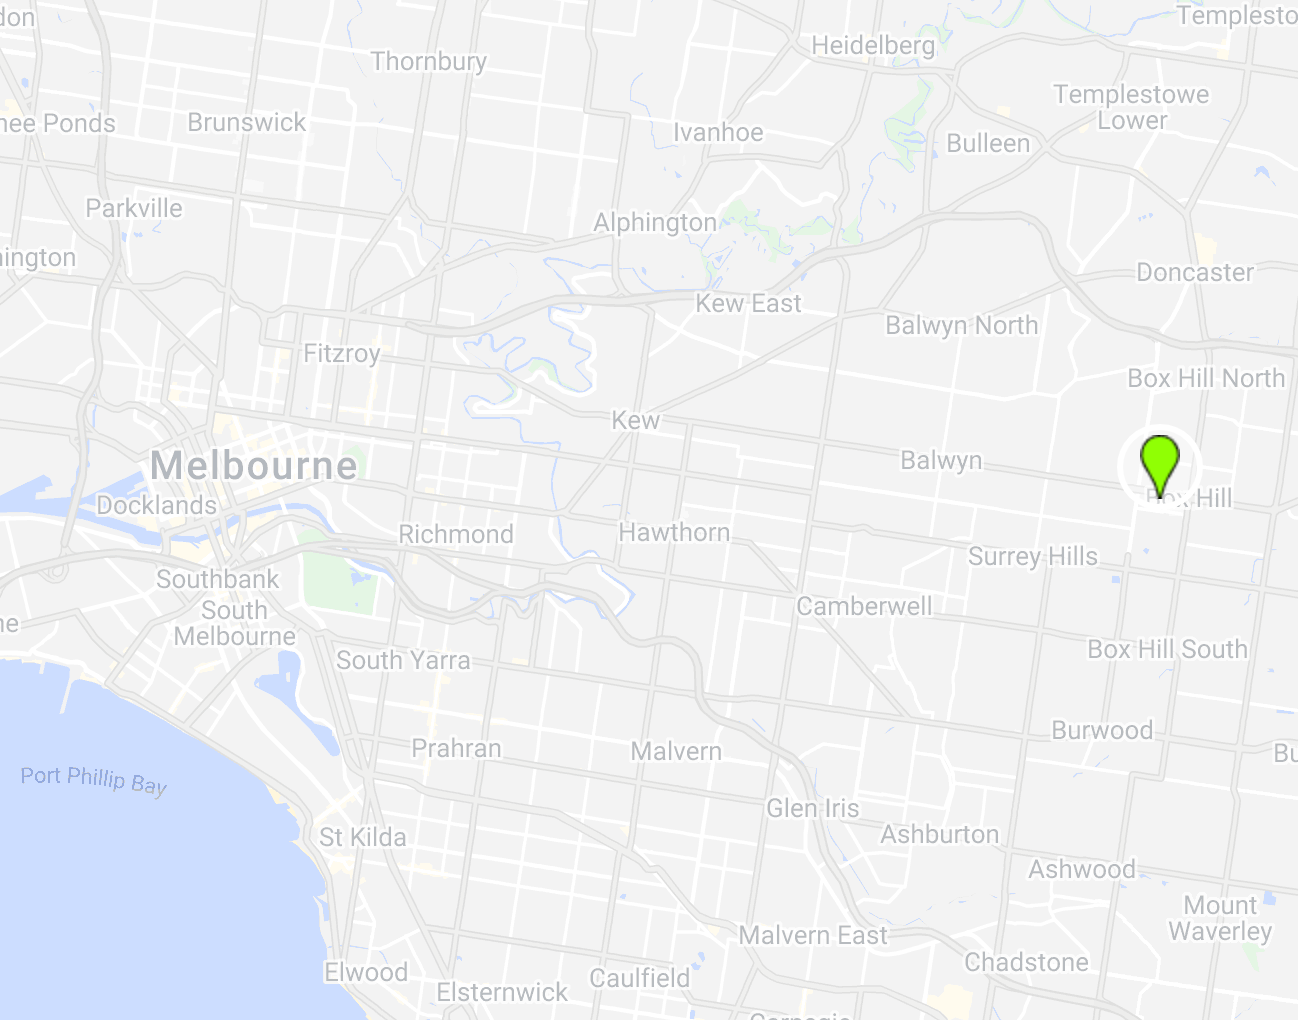 Templesto
don
Heidelberg
Thornbury
Templestowe
Lower
nee Ponds
Brunswick
Ivanhoe
Bulleen
Parkville
Alphington
nington
Doncaster
Kew East
Balwyn North
Fitzroy
Box Hill North
Kew
Melbourne
Balwyn
Docklands
Box Hill
Richmond
Hawthorn
Surrey Hills
Southbank
South
Melbourne
Camberwell
ne
Box Hill South
South Yarra
Burwood
Prahran
Malvern
Bu
Port Phillip Bay
Glen Iris
St Kilda
Ashburton
Ashwood
Mount
Waverley
Malvern East
Chadstone
Elwood
Caulfield
Elsternwick